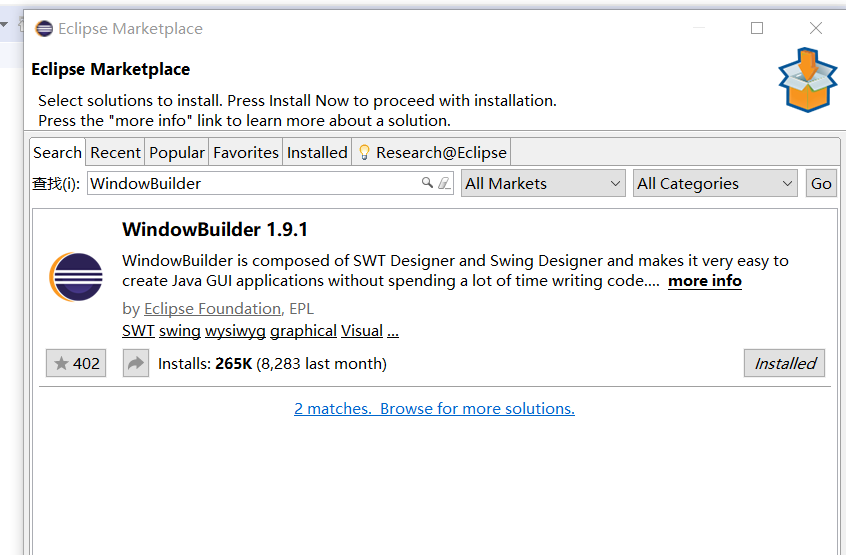 Eclipse Marketplace
Eclipse Marketplace
Select solutions to install. Press Install Now to proceed with installation.
Press the "more info" link to learn more about a solution.
Search Recent Popular Favorites Installed Research@Eclipse
查找(i): WindowBuilder All Markets All Categories Go
WindowBuilder 1.9.1
WindowBuilder is composed of SWT Designer and Swing Designer and makes it very easy to
create Java GUI applications without spending a lot of time writing code.... more info
by Eclipse Foundation, EPL
SWT swing wysiwyg graphical Visual ...
402 Installs: 265K (8,283 last month) Installed
2 matches. Browse for more solutions.